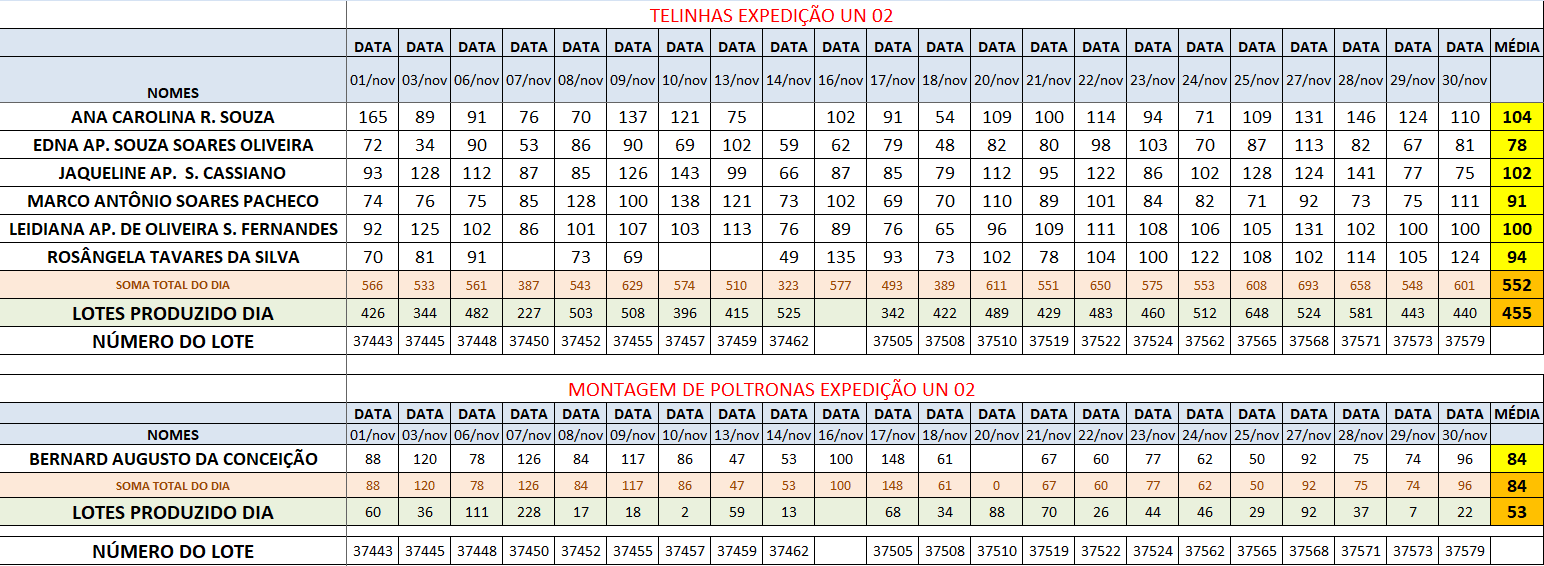 TELINHAS EXPEDIÇÃO UN 02
DATA DATA DATA DATA DATA DATA DATA DATA DATA DATA DATA DATA DATA DATA DATA DATA DATA DATA DATA DATA DATA DATA MÉDIA
NOMES 01/nov 03/nov 06/nov 07/nov 08/nov 09/nov 10/nov 13/nov 14/nov 16/nov 17/nov 18/nov 20/nov 21/nov 22/nov 23/nov 24/nov 25/nov 27/nov 28/nov 29/nov 30/nov
ANA CAROLINA R. SOUZA 165 89 91 76 70 137 121 75 102 91 54 109 100 114 94 71 109 131 146 124 110 104
EDNA AP. SOUZA SOARES OLIVEIRA 72 34 90 53 86 90 69 102 59 62 79 48 82 80 98 103 70 87 113 82 67 81 78
JAQUELINE AP. S. CASSIANO 93 128 112 87 85 126 143 99 66 87 85 79 112 95 122 86 102 128 124 141 77 75 102
MARCO ANTÔNIO SOARES PACHECO 74 76 75 85 128 100 138 121 73 102 69 70 110 89 101 84 82 71 92 73 75 111 91
LEIDIANA AP. DE OLIVEIRA S. FERNANDES 92 125 102 86 101 107 103 113 76 89 76 65 96 109 111 108 106 105 131 102 100 100 100
ROSÂNGELA TAVARES DA SILVA 70 81 91 73 69 49 135 93 73 102 78 104 100 122 108 102 114 105 124 94
SOMA TOTAL DO DIA 566 533 561 387 543 629 574 510 323 577 493 389 611 551 650 575 553 608 693 658 548 601 552
LOTES PRODUZIDO DIA 426 344 482 227 503 508 396 415 525 342 422 489 429 483 460 512 648 524 581 443 440 455
NÚMERO DO LOTE 37443 37445 37448 37450 37452 37455 37457 37459 37462 37505 37508 37510 37519 37522 37524 37562 37565 37568 37571 37573 37579
MONTAGEM DE POLTRONAS EXPEDIÇÃO UN 02
DATA DATA DATA DATA DATA DATA DATA DATA DATA DATA DATA DATA DATA DATA DATA DATA DATA DATA DATA DATA DATA DATA MÉDIA
NOMES 01/nov 03/nov 06/nov 07/nov 08/nov 09/nov 10/nov 13/nov 14/nov 16/nov 17/nov 18/nov 20/nov 21/nov 22/nov 23/nov 24/nov 25/nov 27/nov 28/nov 29/nov 30/nov
BERNARD AUGUSTO DA CONCEIÇÃO 88 120 78 126 84 117 86 47 53 100 148 61 67 60 77 62 50 92 75 74 96 84
SOMA TOTAL DO DIA 88 120 78 126 84 117 86 47 53 100 148 61 0 67 60 77 62 50 92 75 74 96 84
LOTES PRODUZIDO DIA 60 36 111 228 17 18 2 59 13 68 34 88 70 26 44 46 29 92 37 7 22 53
NÚMERO DO LOTE 37443 37445 37448 37450 37452 37455 37457 37459 37462 37505 37508 37510 37519 37522 37524 37562 37565 37568 37571 37573 37579